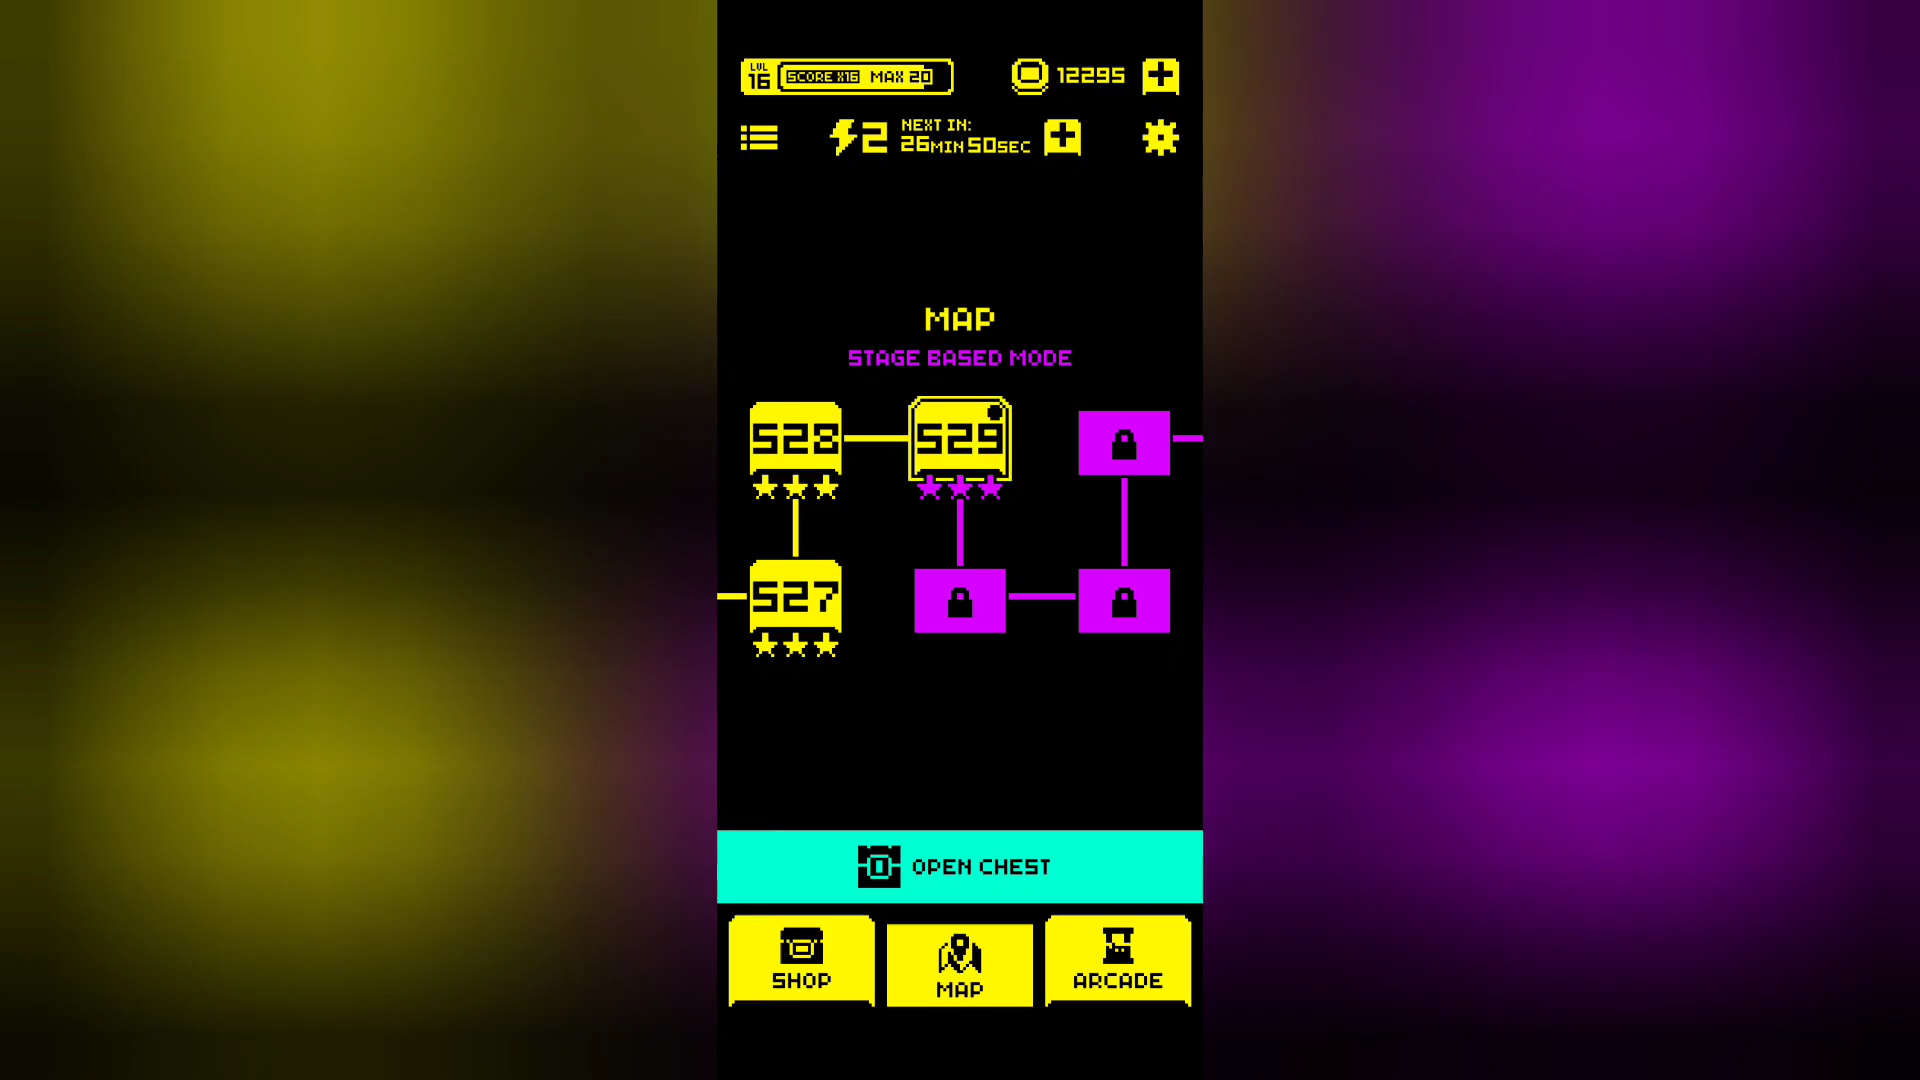 LVL
16
SCORE X16 MAX 20
12295
2
NEXT IN:
26MIN 50SEC
MAP
STAGE BASED MODE
528
529
527
OPEN CHEST
SHOP
MAP
ARCADE